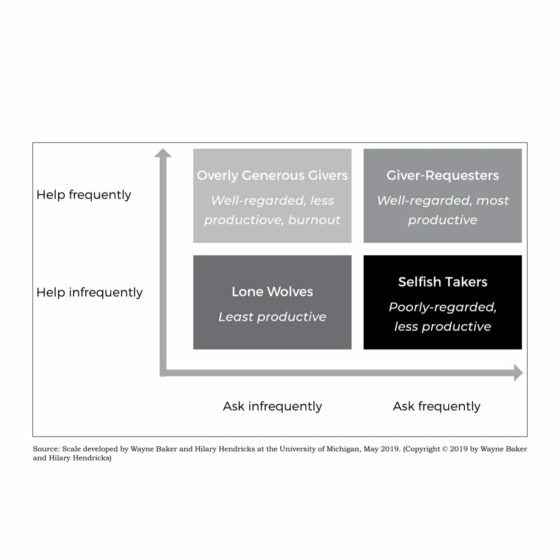 Overly Generous Givers
Well-regarded, less
productiove, burnout
Giver-Requesters
Well-regarded, most
productive
Help frequently
Help infrequently
Lone Wolves
Least productive
Selfish Takers
Poorly-regarded,
less productive
Ask infrequently
Ask frequently
Source: Scale developed by Wayne Baker and Hilary Hendricks at the University of Michigan, May 2019. (Copyright © 2019 by Wayne Baker
and Hilary Hendricks)